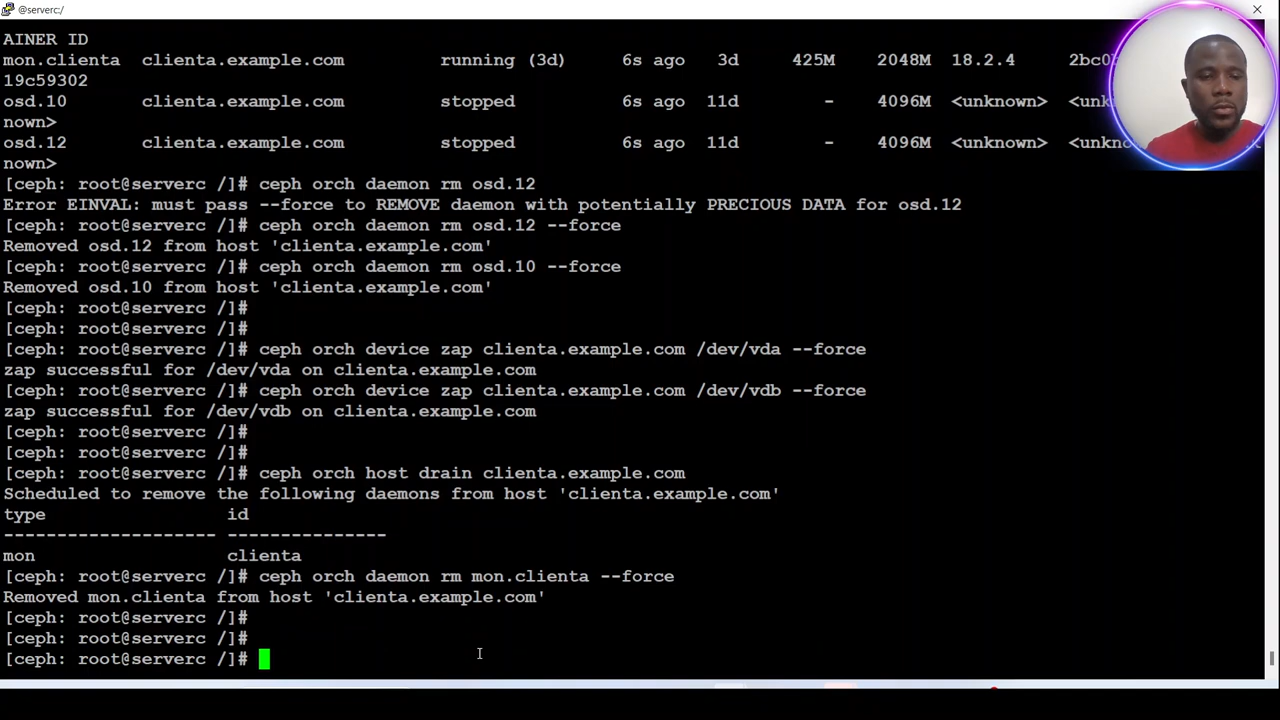 @serverc:/
AINER ID
mon.clienta clienta.example.com running (3d) 6s ago 3d 425M 2048M 18.2.4
19c59302
osd.10 clienta.example.com stopped 6s ago 11d - 4096M <unknown>
nown>
osd.12 clienta.example.com stopped 6s ago 11d - 4096M <unknown>
nown>
[ceph: root@serverc /]# ceph orch daemon rm osd.12
Error EINVAL: must pass --force to REMOVE daemon with potentially PRECIOUS DATA for osd.12
[ceph: root@serverc /]# ceph orch daemon rm osd.12 --force
Removed osd.12 from host 'clienta.example.com'
[ceph: root@serverc /]# ceph orch daemon rm osd.10 --force
Removed osd.10 from host 'clienta.example.com'
[ceph: root@serverc /]#
[ceph: root@serverc /]#
[ceph: root@serverc /]# ceph orch device zap clienta.example.com /dev/vda --force
zap successful for /dev/vda on clienta.example.com
[ceph: root@serverc /]# ceph orch device zap clienta.example.com /dev/vdb --force
zap successful for /dev/vdb on clienta.example.com
[ceph: root@serverc /]#
[ceph: root@serverc /]#
[ceph: root@serverc /]# ceph orch host drain clienta.example.com
Scheduled to remove the following daemons from host 'clienta.example.com'
type id
-------------------- ---------------
mon clienta
[ceph: root@serverc /]# ceph orch daemon rm mon.clienta --force
Removed mon.clienta from host 'clienta.example.com'
[ceph: root@serverc /]#
[ceph: root@serverc /]#
[ceph: root@serverc /]#